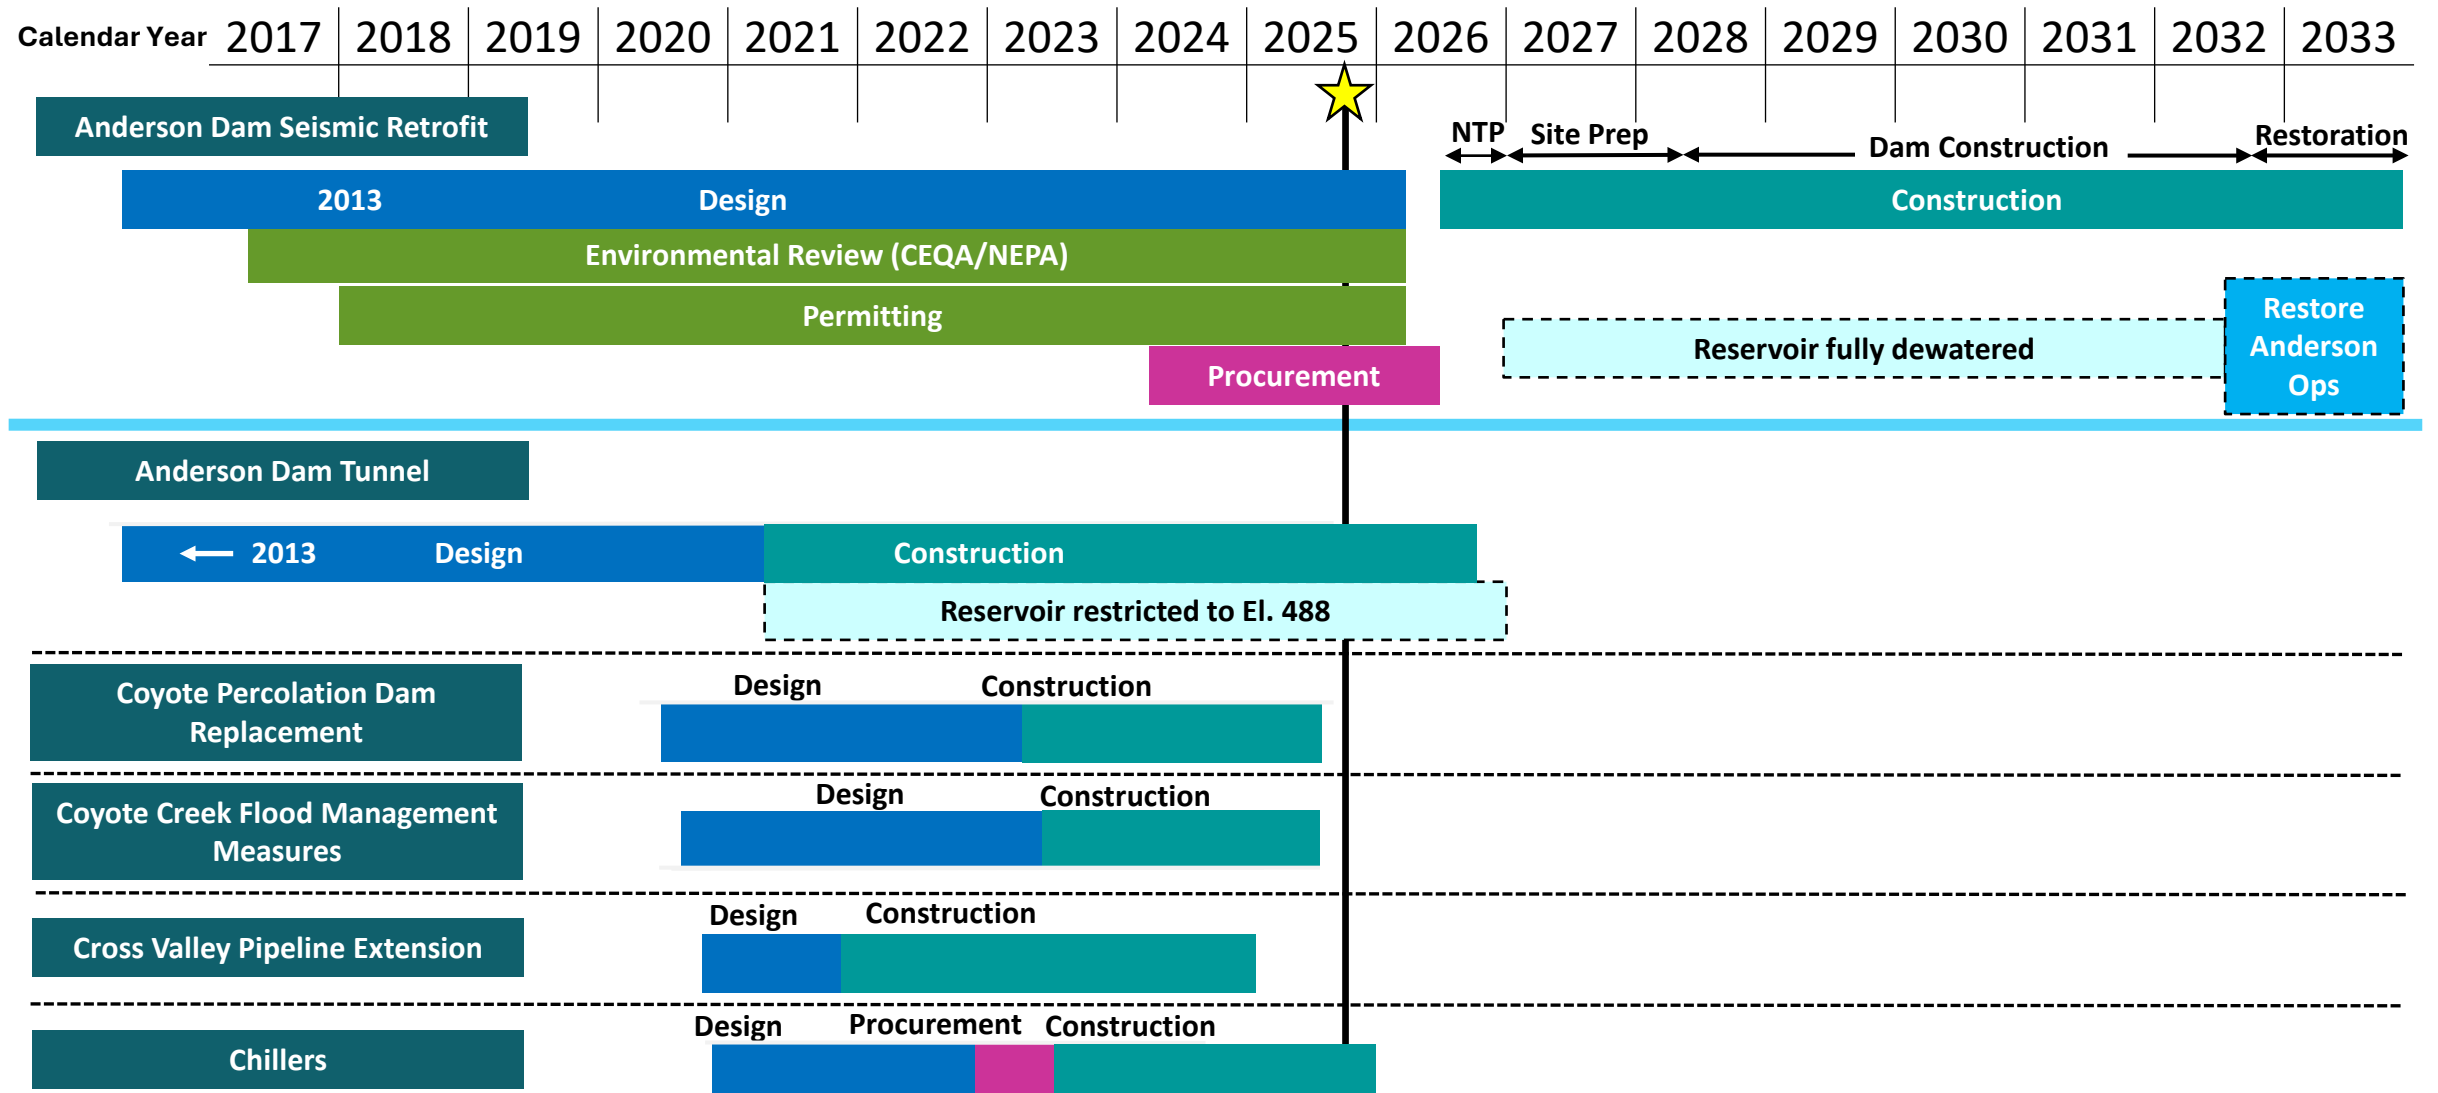 Calendar Year 2017 2018 2019 2020 2021 2022 2023 2024 2025 2026 2027 2028 2029 2030 2031 2032 2033
Anderson Dam Seismic Retrofit
NTP Site Prep Dam Construction Restoration
2013 Design Construction
Environmental Review (CEQA/NEPA)
Permitting
Procurement
Reservoir fully dewatered
Restore
Anderson
Ops
Anderson Dam Tunnel
2013 Design Construction
Reservoir restricted to El. 488
Coyote Percolation Dam
Replacement
Design Construction
Coyote Creek Flood Management
Measures
Design Construction
Cross Valley Pipeline Extension
Design Construction
Chillers
Design Procurement Construction